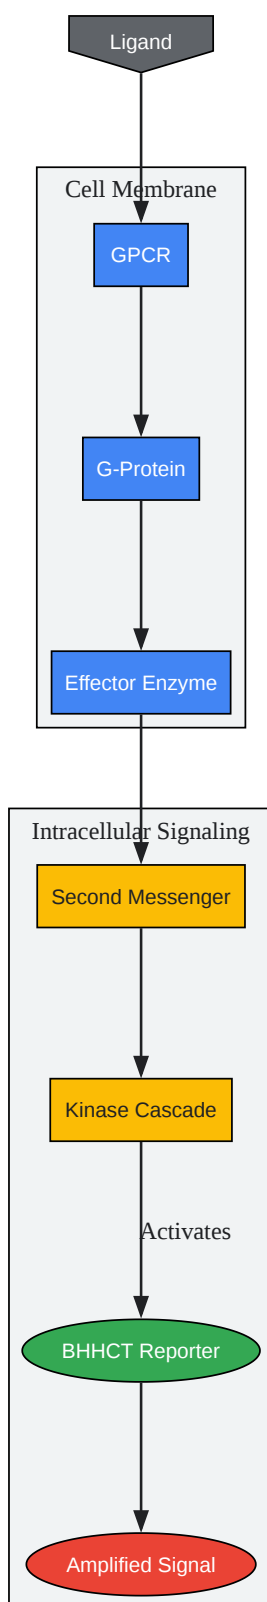 Ligand
Cell Membrane
GPCR
G-Protein
Effector Enzyme
Intracellular Signaling
Second Messenger
Kinase Cascade
Activates
BHHCT Reporter
Amplified Signal